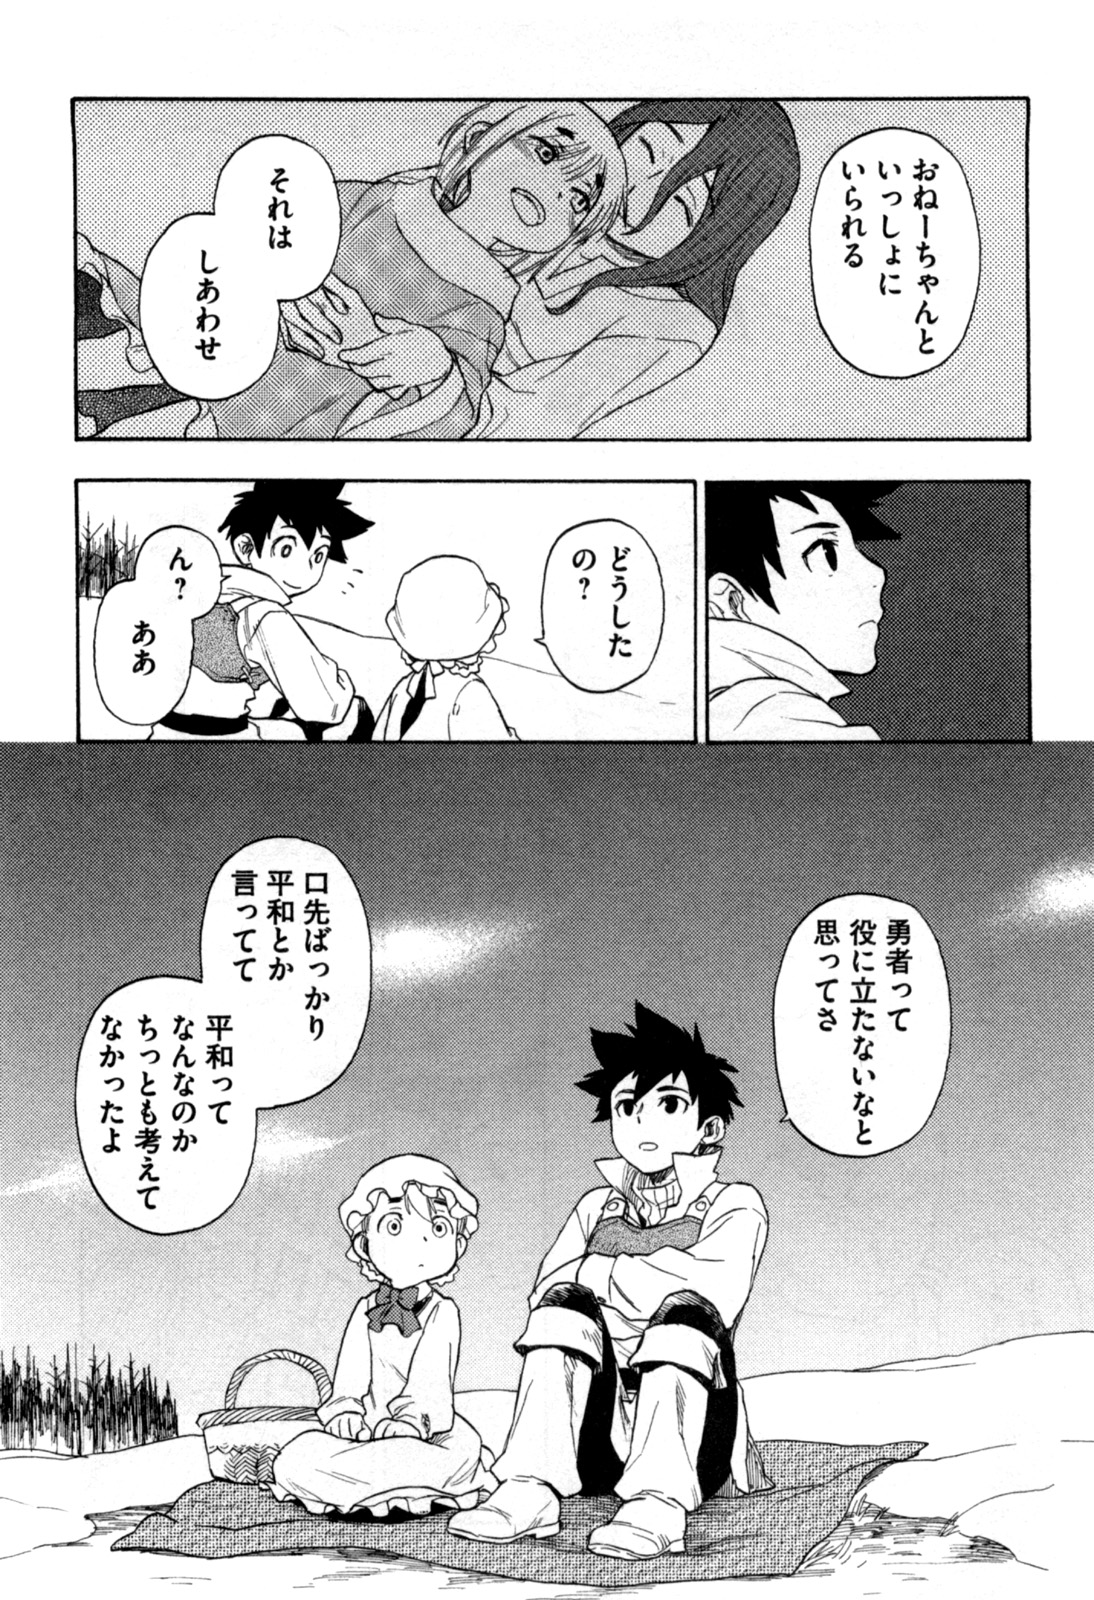 おねーちゃんと
いっしょに
いられる
それは
しあわせ
どうした
の？
ん？
ああ
勇者って
役に立たないなと
思ってさ
口先ばっかり
平和とか
言ってて
平和って
なんなのか
ちっとも考えて
なかったよ